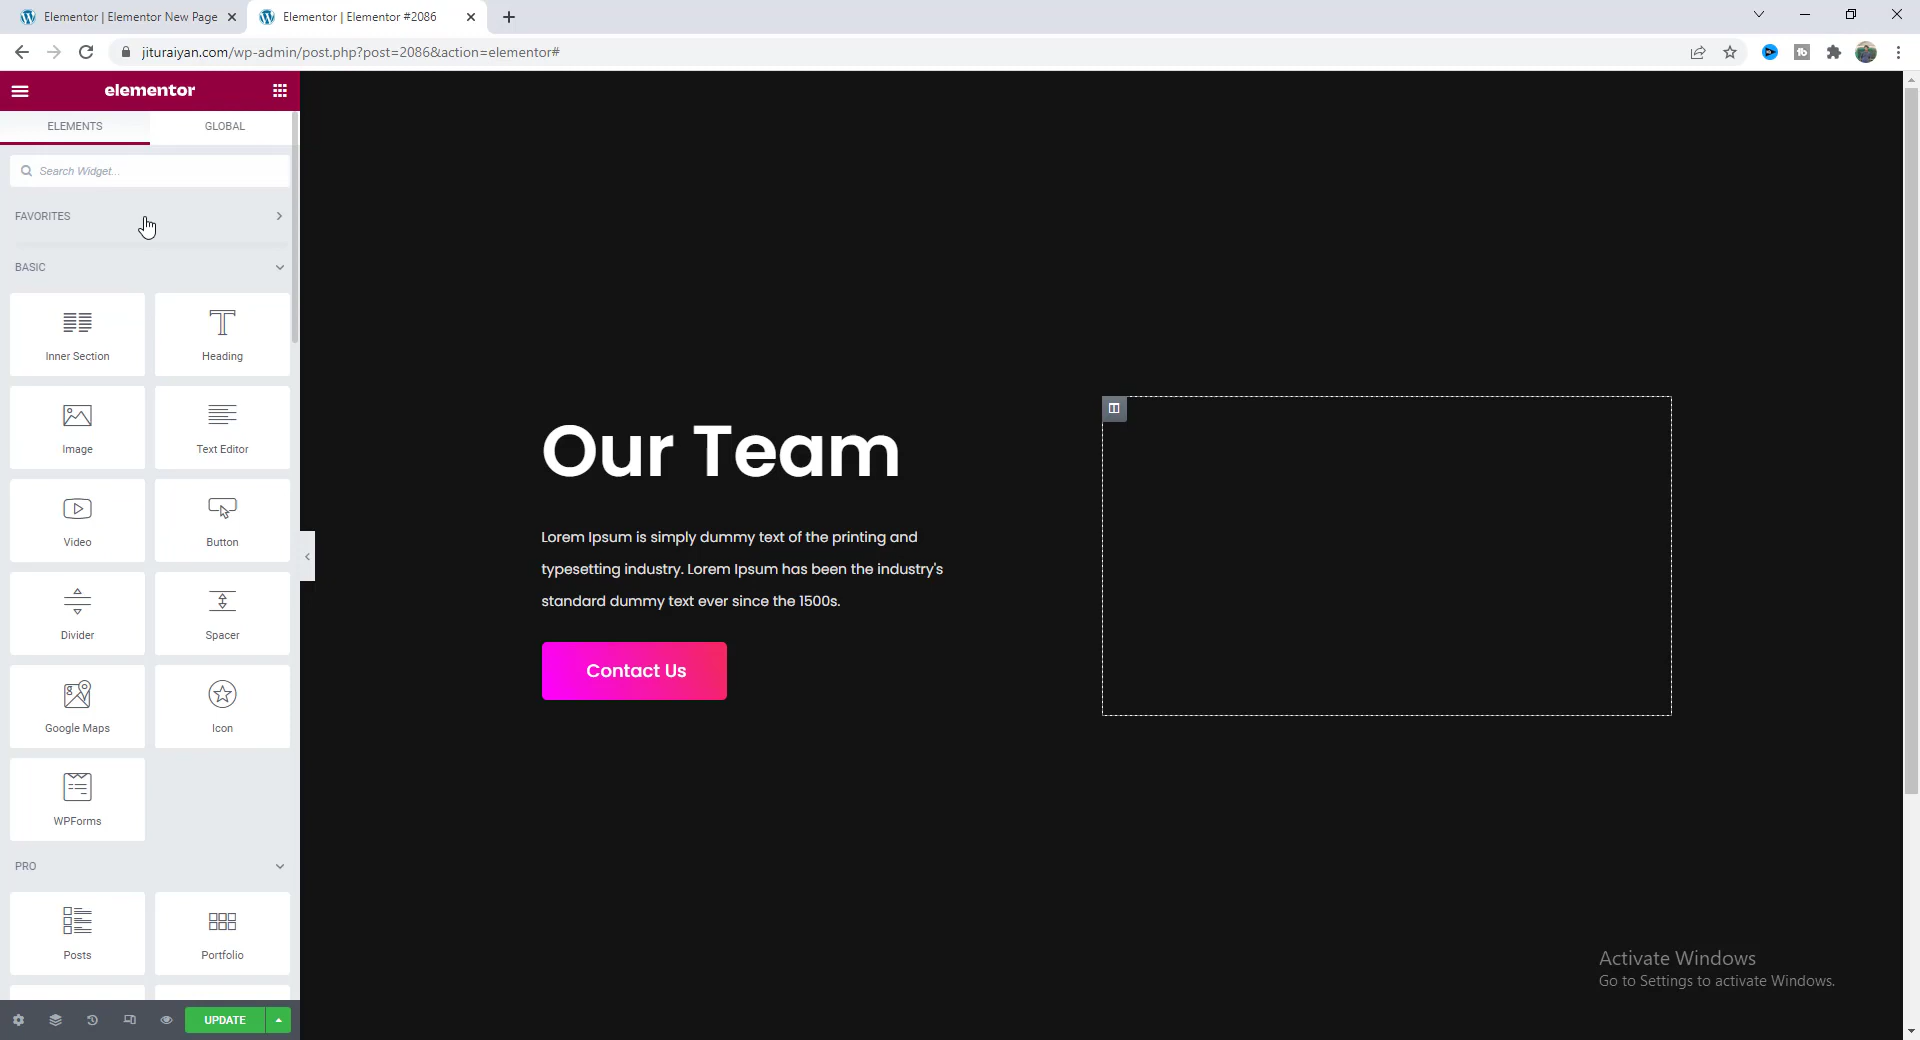 Elementor | Elementor New Page
Elementor | Elementor #2086
jituraiyan.com/wp-admin/post.php?post=2086&action=elementor#
elementor
ELEMENTS
GLOBAL
Search Widget...
FAVORITES
BASIC
Inner Section
Heading
Image
Text Editor
Video
Button
Divider
Spacer
Google Maps
Icon
WPForms
PRO
Posts
Portfolio
UPDATE
Our Team
Lorem Ipsum is simply dummy text of the printing and
typesetting industry. Lorem Ipsum has been the industry's
standard dummy text ever since the 1500s.
Contact Us
Activate Windows
Go to Settings to activate Windows.